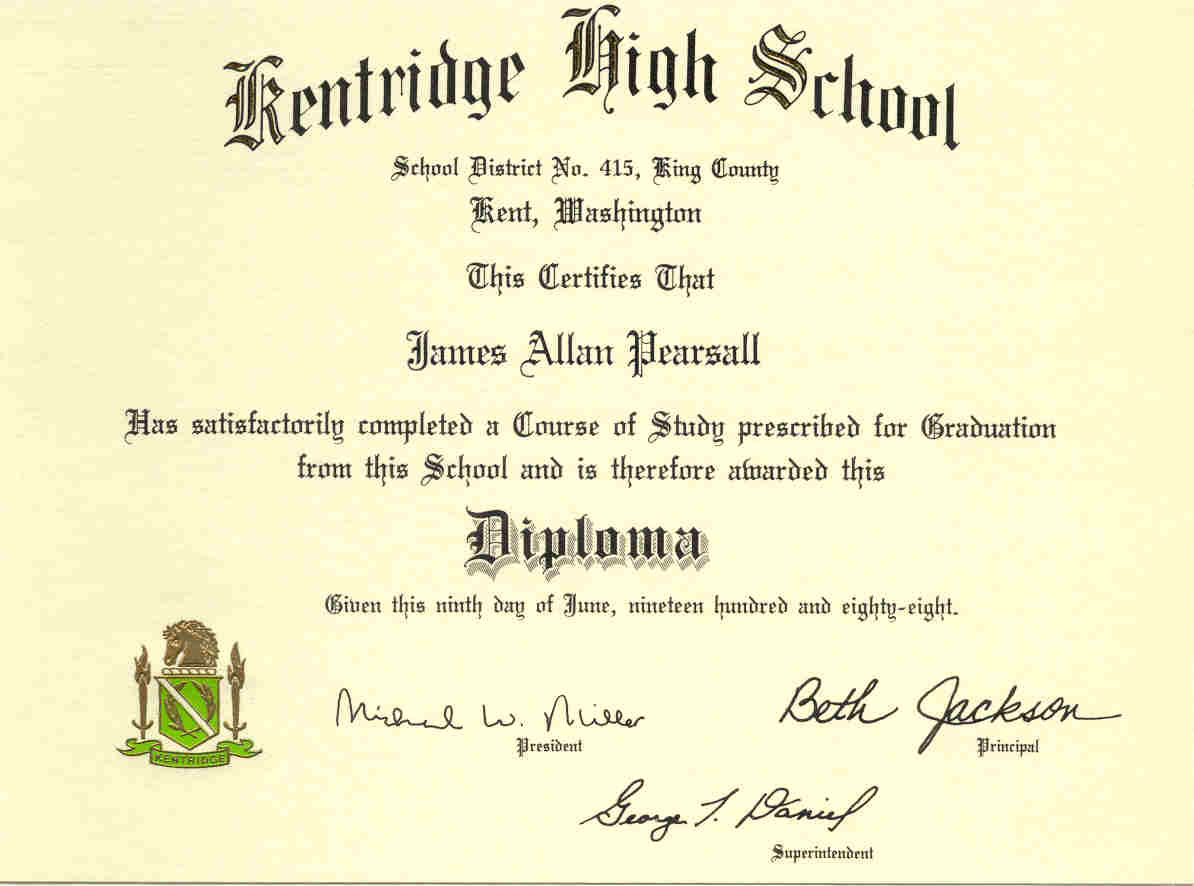 Kentridge High School
School District No. 415, King County
Kent, Washington
This Certifies That
James Allan Pearsall
Has satisfactorily completed a Course of Study prescribed for Graduation
from this School and is therefore awarded this
Diploma
Given this ninth day of June, nineteen hundred and eighty-eight.
Michael W. Miller
President
Beth Jackson
Principal
KENTRIDGE
George T. Daniel
Superintendent